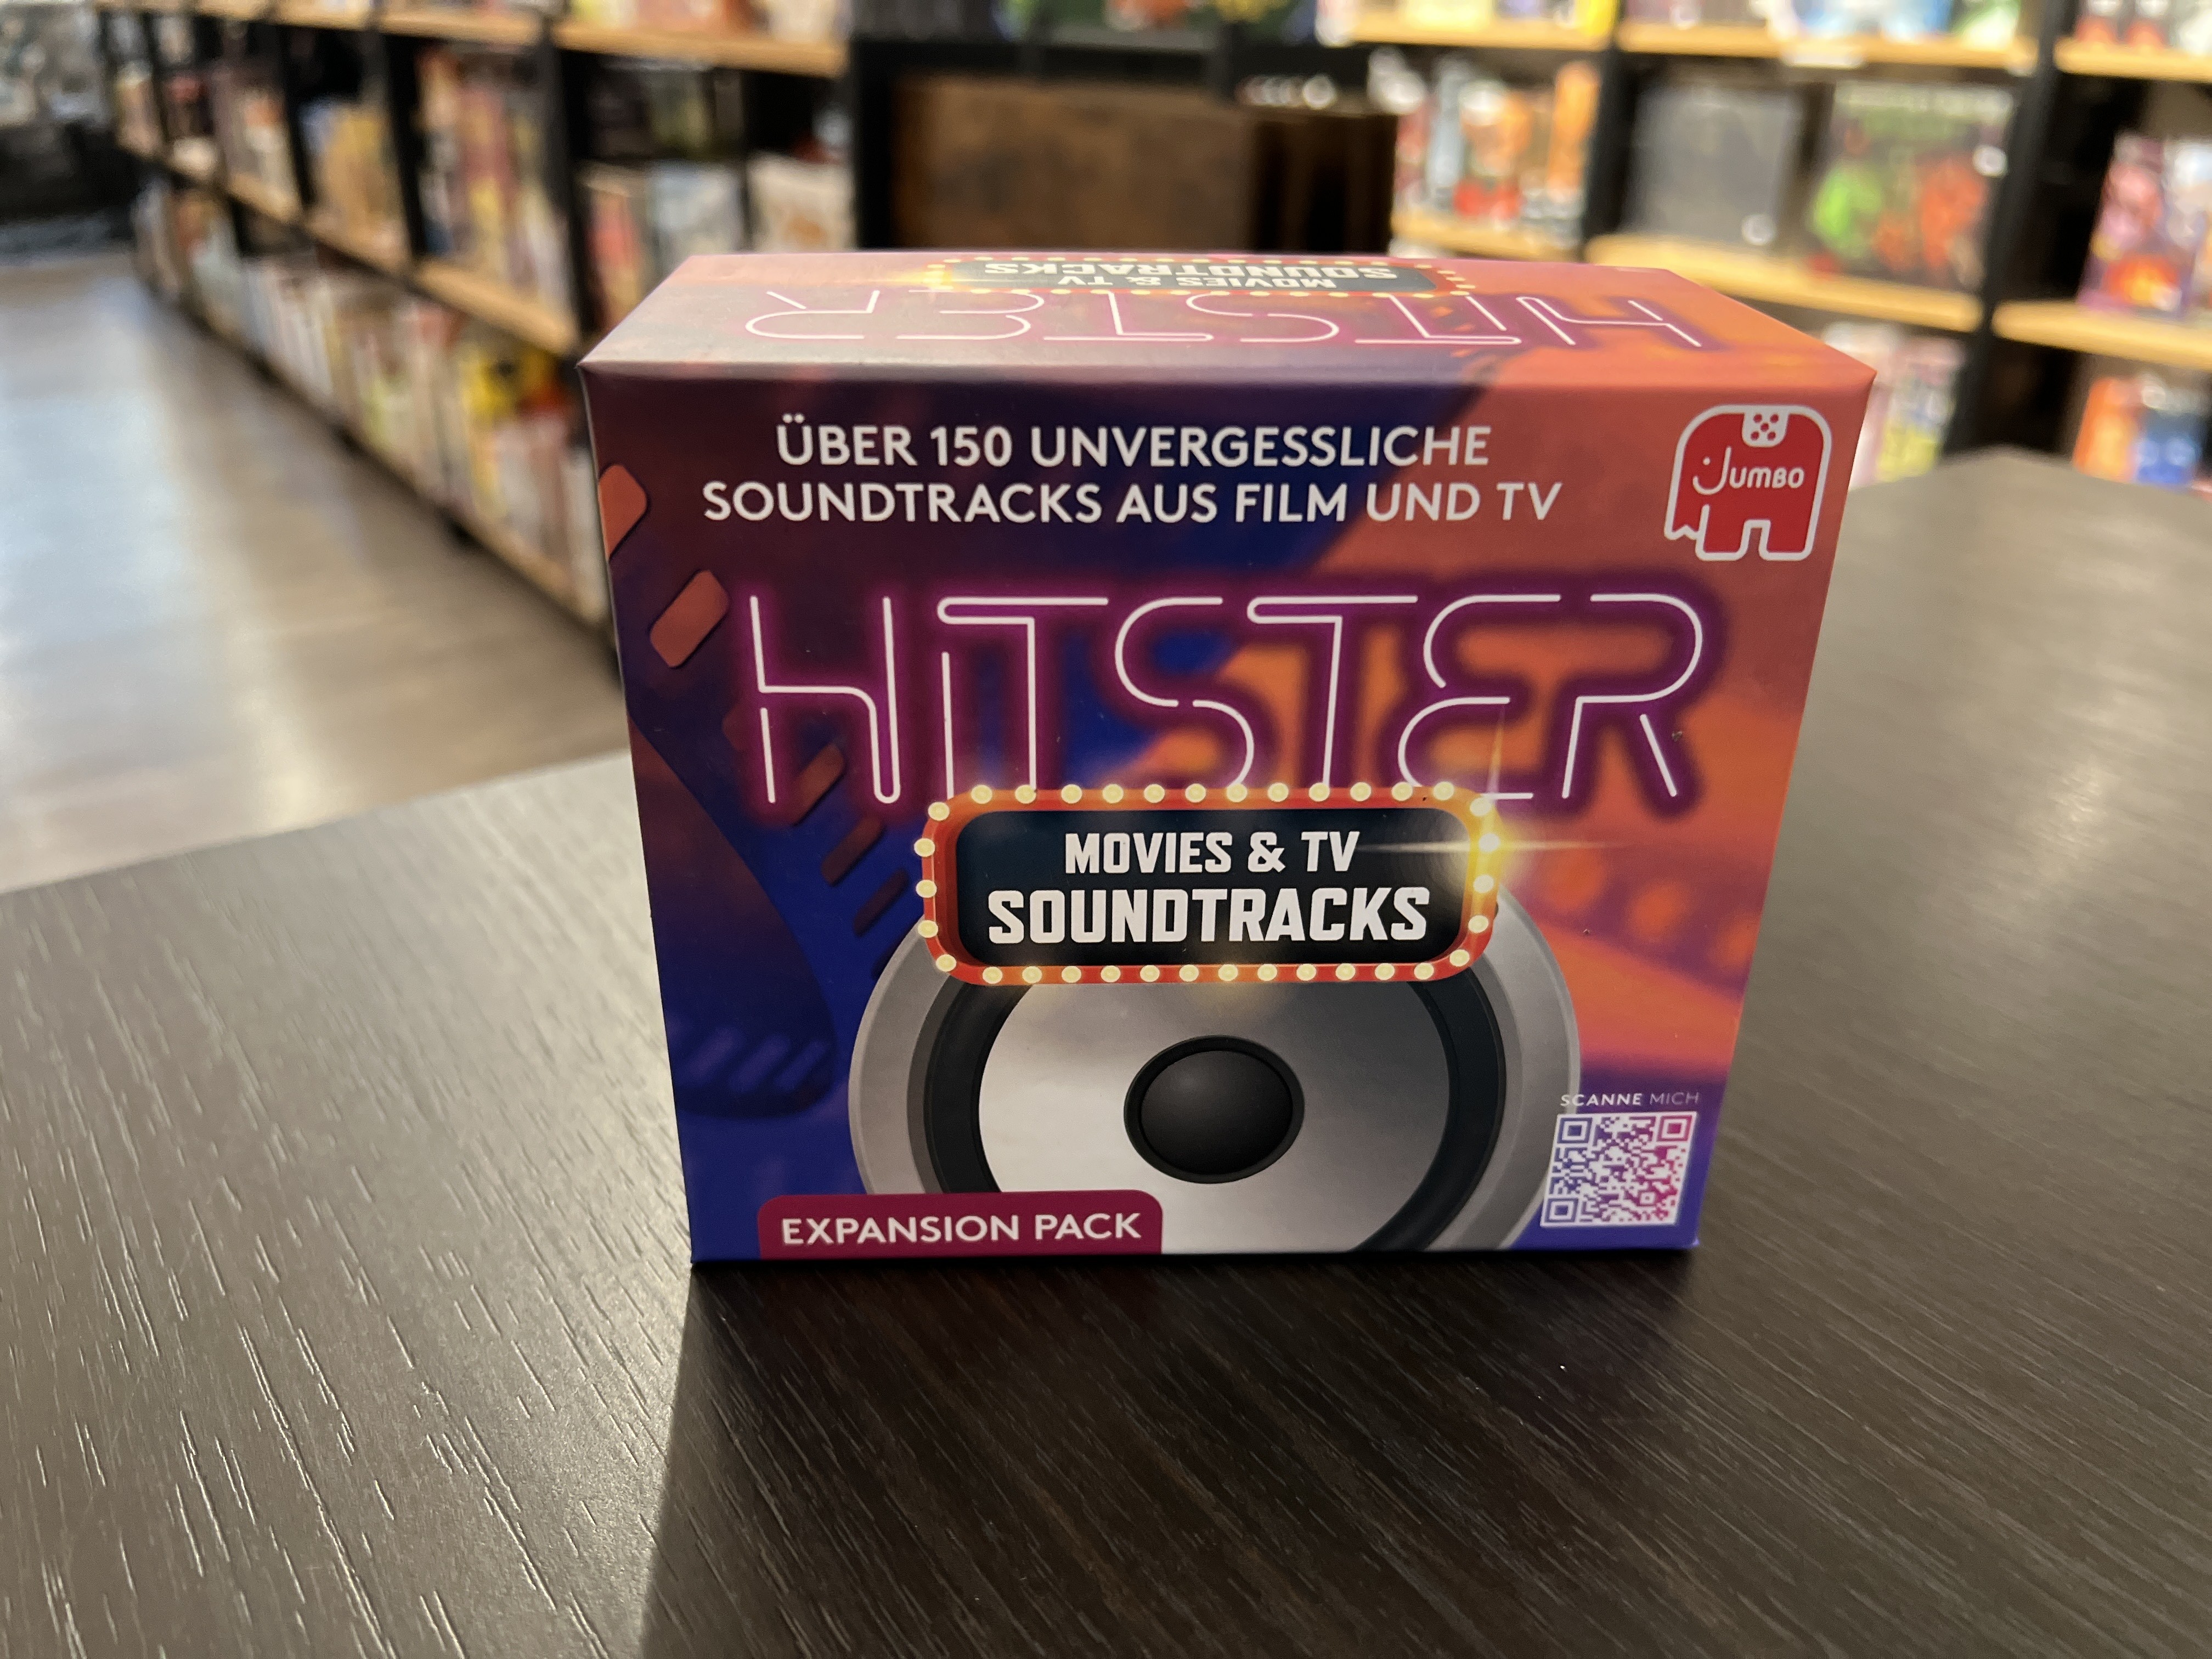 MOVIES & TV
SOUNDTRACKS
HITSTER
ÜBER 150 UNVERGESSLICHE
SOUNDTRACKS AUS FILM UND TV
Jumbo
HITSTER
MOVIES & TV
SOUNDTRACKS
SCANNE MICH
EXPANSION PACK